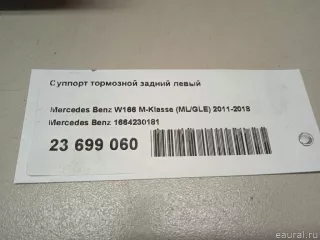 Суппорт тормозной задний левый
Mercedes Benz W166 M-Klasse (ML/GLE) 2011-2018
Mercedes Benz 1664230181
23 699 060
eaural.ru